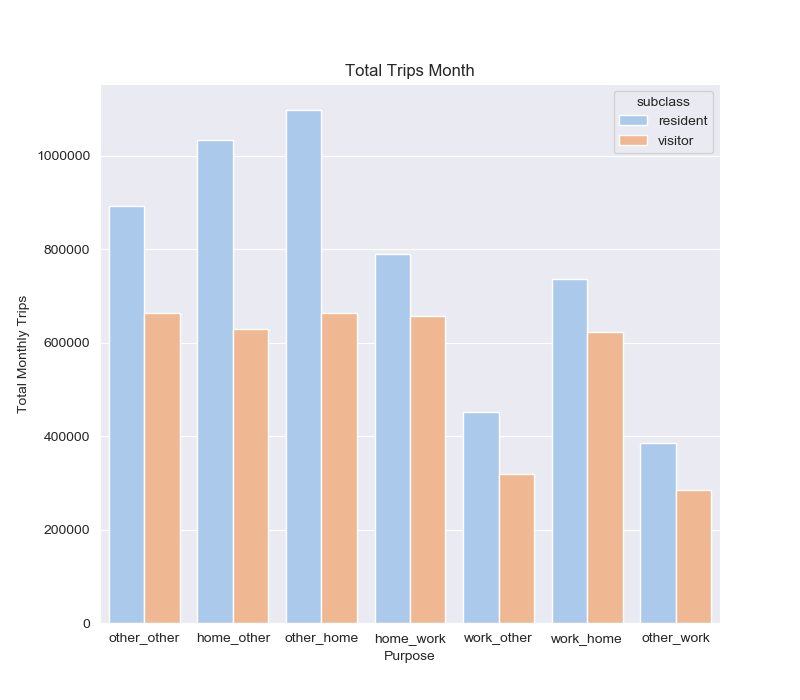 Total Trips Month
subclass
resident
visitor
1000000
800000
600000
400000
200000
0
Total Monthly Trips
other_other home_other other_home home_work work_other work_home other_work
Purpose